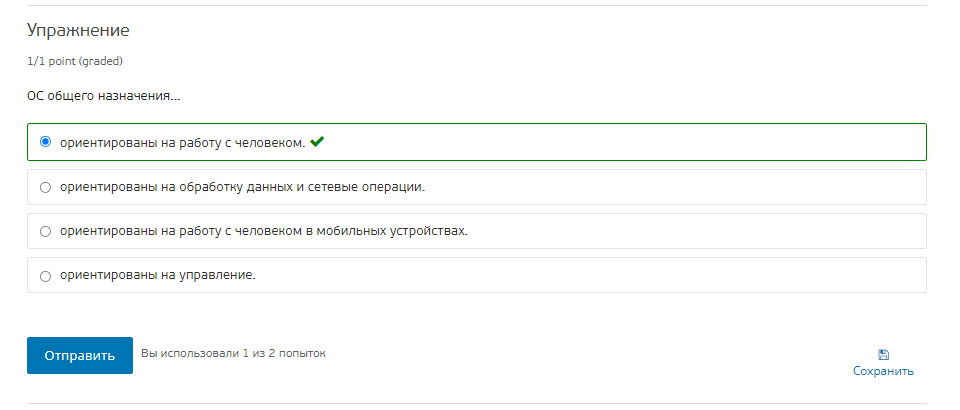 Упражнение
1/1 point (graded)
ОС общего назначения...
ориентированы на работу с человеком.
ориентированы на обработку данных и сетевые операции.
ориентированы на работу с человеком в мобильных устройствах.
ориентированы на управление.
Отправить
Вы использовали 1 из 2 попыток
Сохранить